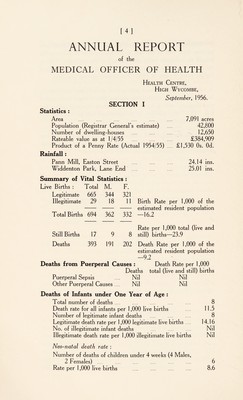 [ 4 ]
ANNUAL REPORT
of the
MEDICAL OFFICER OF HEALTH
HEALTH CENTRE,
HIGH WYCOMBE,
September, 1956.
SECTION I
Statistics :
Area 7,091 acres
Population (Registrar General's estimate) 42,800
Number of dwelling-houses 12,650
Rateable value as at 1/4/55 £384,909
Product of a Penny Rate (Actual 1954/55) £1,530 0s. 0d.
Rainfall :
Pann Mill, Easton Street 24.14 ins.
Widdenton Park, Lane End 25.01 ins.
Summary of Vital Statistics :
Live Births : Total M. F.
Legitimate 665 344 321
Illegitimate 29 18 11 Birth Rate per 1,000 of the
estimated resident population
Total Births 694 362 332 —16.2
Rate per 1,000 total (live and
Still Births 17 9 8 still) births—23.9
Deaths 393 191 202 Death Rate per 1,000 of the
estimated resident population
—9.2
Deaths from Puerperal Causes : Death Rate per 1,000
Deaths total (live and still) births
Puerperal Sepsis Nil Nil
Other Puerperal Causes Nil Nil
Deaths of Infants under One Year of Age :
Total number of deaths 8
Death rate for all infants per 1,000 live births 11.5
Number of legitimate infant deaths 8
Legitimate death rate per 1,000 legitimate live births 14.16
No. of illegitimate infant deaths Nil
Illegitimate death rate per 1,000 illegitimate live births Nil
Neo-natal death rate :
Number of deaths of children under 4 weeks (4 Males,
2 Females) 6
Rate per 1,000 live births 8.6